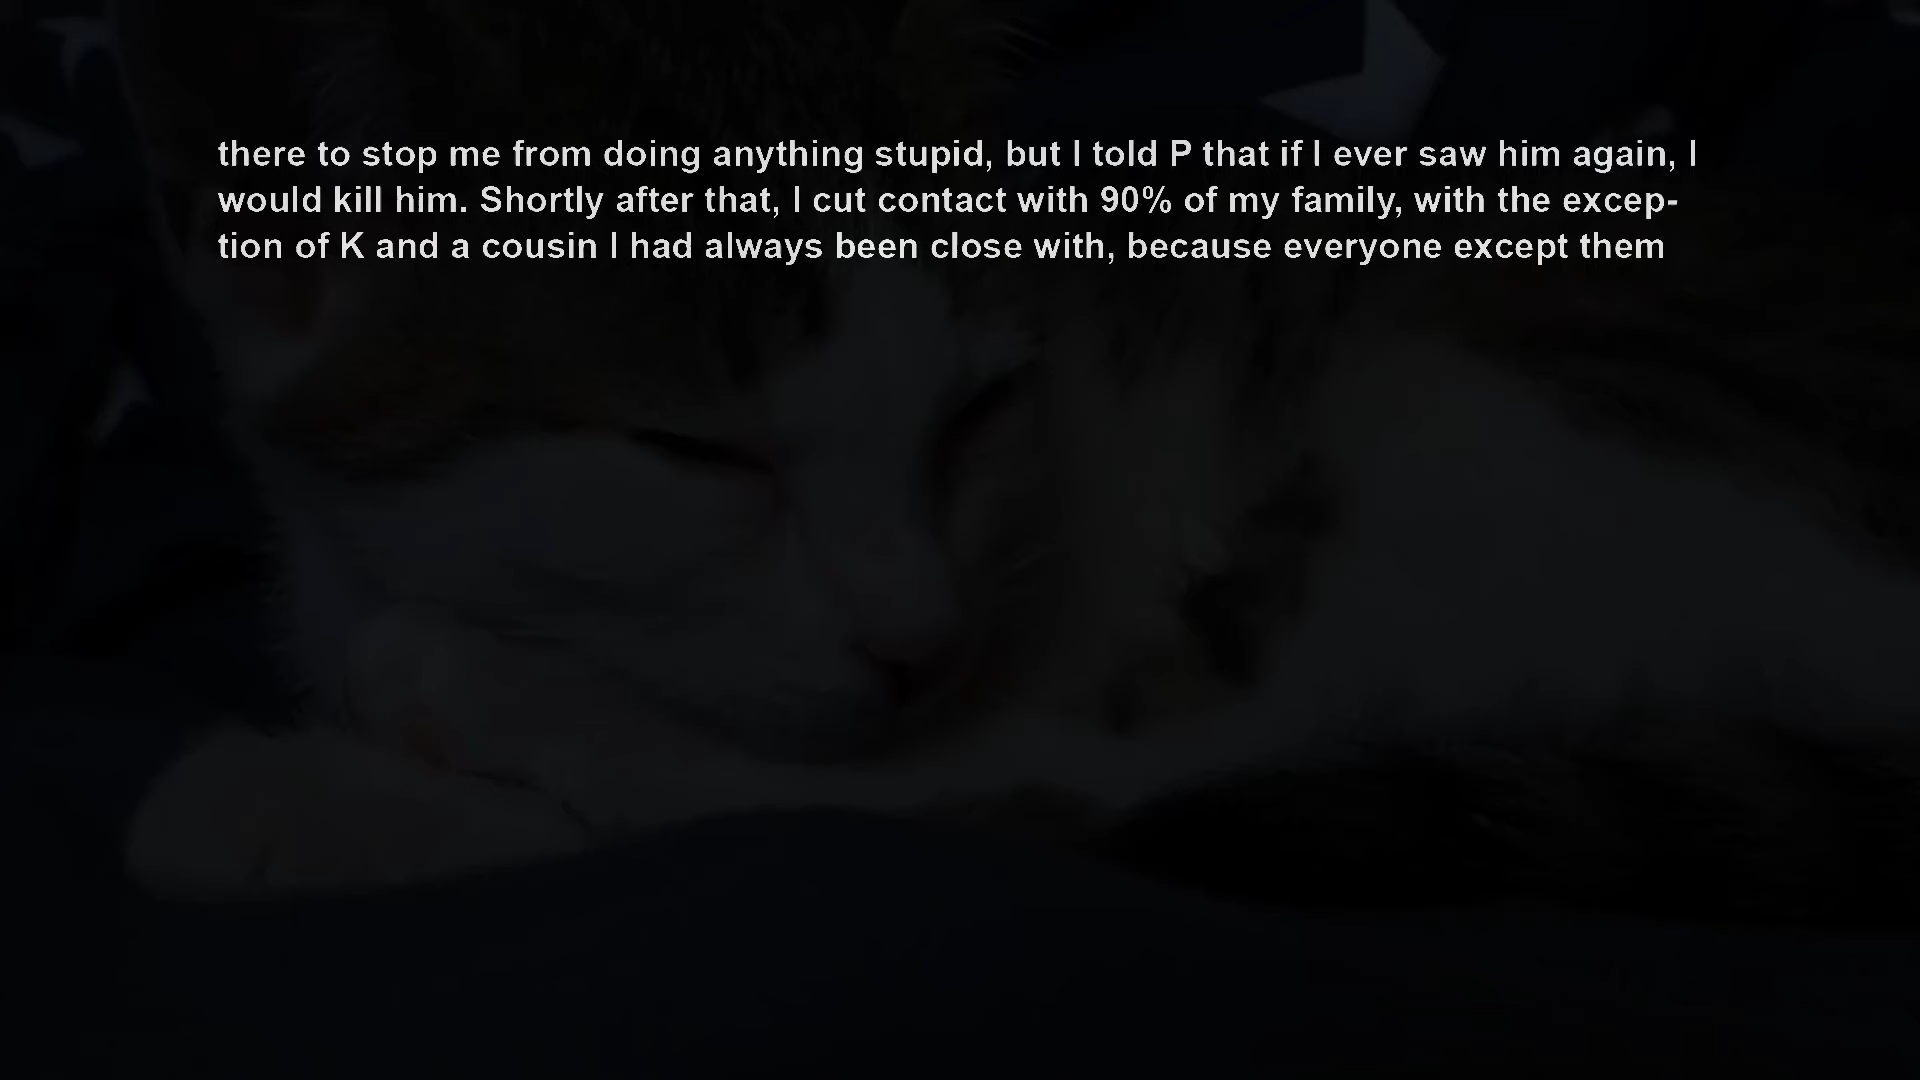 there to stop me from doing anything stupid, but I told P that if I ever saw him again, I
would kill him. Shortly after that, I cut contact with 90% of my family, with the excep-
tion of K and a cousin I had always been close with, because everyone except them